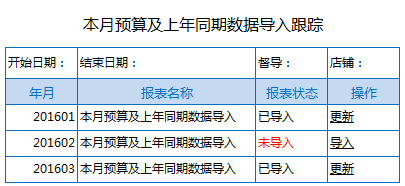 本月预算及上年同期数据导入跟踪
开始日期： 结束日期： 督导： 店铺：
年月 报表名称 报表状态 操作
201601 本月预算及上年同期数据导入 已导入 更新
201602 本月预算及上年同期数据导入 未导入 导入
201603 本月预算及上年同期数据导入 已导入 更新